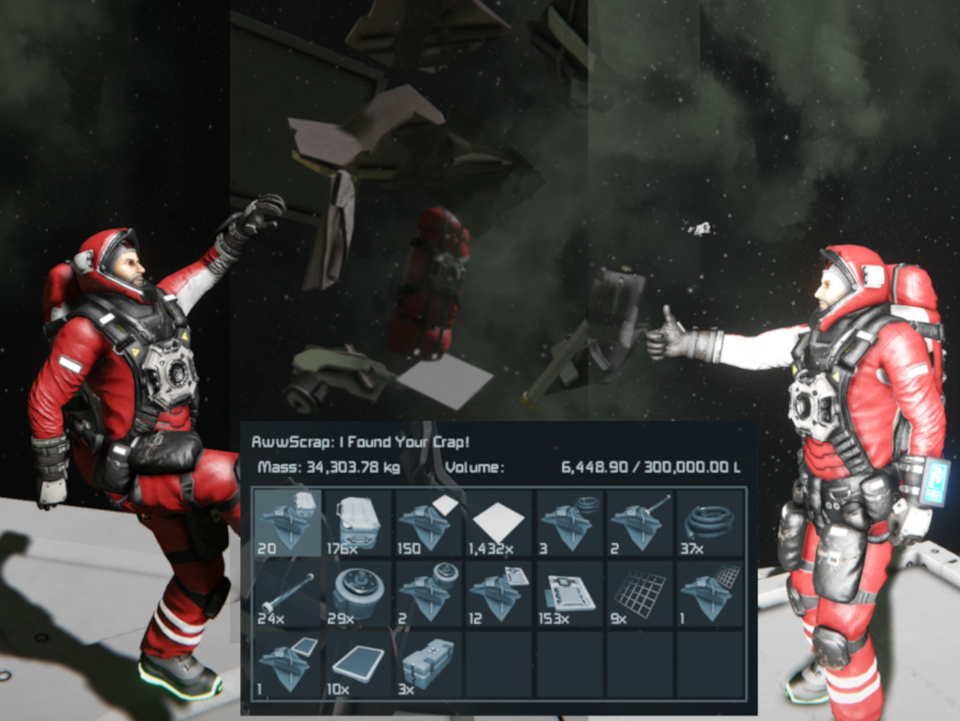 AwwScrap: I Found Your Crap!
Mass: 34,303.78 kg Volume: 6,448.90 / 300,000.00 L
20 176x 150 1,432x 3 2 37x
24x 29x 2 12 153x 9x 1
1 10x 3x